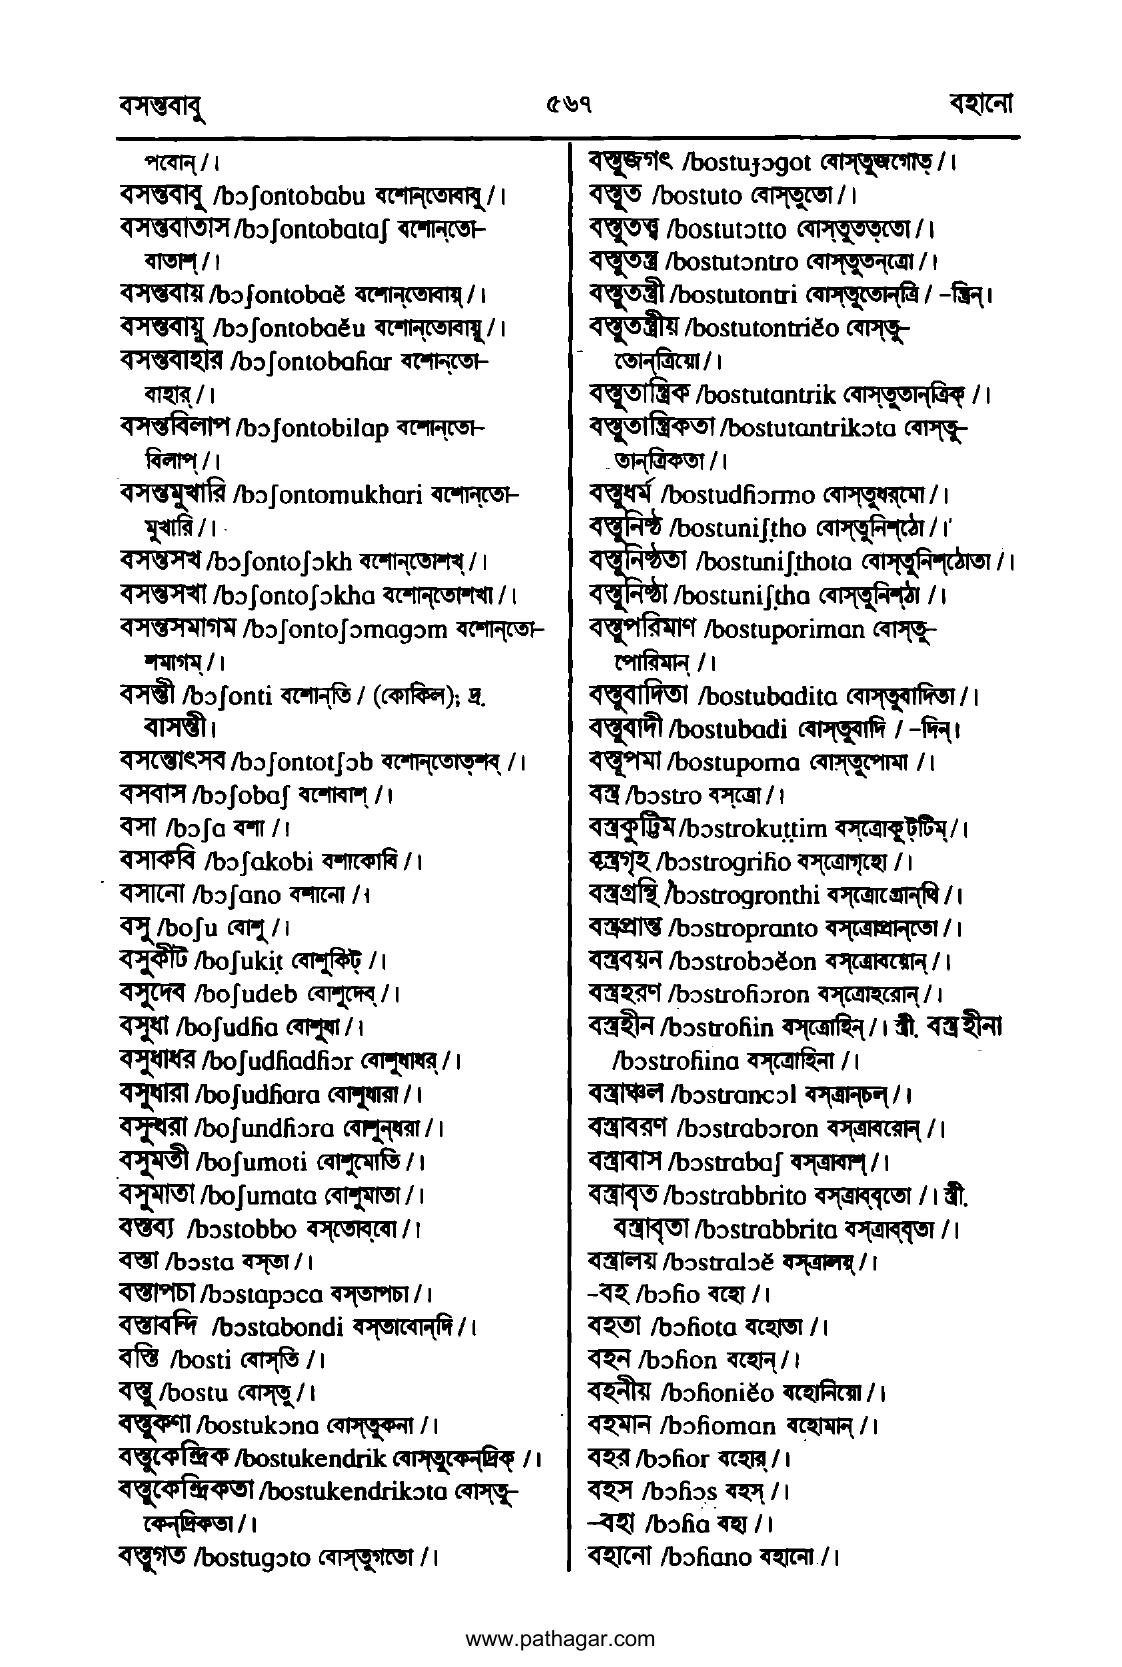 বসন্তবাবু ৫৬৭ বহানো
পবোন্ / ।
বসন্তবাবু /bɔʃontobabu বশোন্‌তোবাবু / ।
বসন্তবাতাস /bɔʃontobataʃ বশোন্‌তো–
বাতাশ্ / ।
বসন্তবায় /bɔʃontobaĕ বশোন্‌তোবায়্ / ।
বসন্তবায়ু /bɔʃontobaĕu বশোন্‌তোবায়ু / ।
বসন্তবাহার /bɔʃontobaɦar বশোন্‌তো–
বাহার্ / ।
বসন্তবিলাপ /bɔʃontobilap বশোন্‌তো–
বিলাপ্ / ।
বসন্তমুখারি /bɔʃontomukhari বশোন্‌তো–
মুখারি / ।
বসন্তসখ /bɔʃontoʃɔkh বশোন্‌তোশখ্ / ।
বসন্তসখা /bɔʃontoʃɔkha বশোন্‌তোশখা / ।
বসন্তসমাগম /bɔʃontoʃɔmagɔm বশোন্‌তো–
শমাগম্ / ।
বসন্তী /bɔʃonti বশোন্‌তি / (কোকিল); দ্র.
বাসন্তী।
বসন্তোৎসব /bɔʃontotʃɔb বশোন্‌তোত্‌শব্ / ।
বসবাস /bɔʃobaʃ বশোবাশ্ / ।
বসা /bɔʃa বশা / ।
বসাকবি /bɔʃakobi বশাকোবি / ।
বসানো /bɔʃano বশানো / ।
বসু /boʃu বোশু / ।
বসুকীট /boʃukiṭ বোশুকিট্ / ।
বসুদেব /boʃudeb বোশুদেব্ / ।
বসুধা /boʃudɦa বোশুধা / ।
বসুধাধর /boʃudɦadɦɔr বোশুধাধর্ / ।
বসুধারা /boʃudɦara বোশুধারা / ।
বসুন্ধরা /boʃundɦɔra বোশুন্‌ধরা / ।
বসুমতী /boʃumoti বোশুমোতি / ।
বসুমাতা /boʃumata বোশুমাতা / ।
বস্তব্য /bɔstobbo বস্‌তোব্‌বো / ।
বস্তা /bɔsta বস্‌তা / ।
বস্তাপচা /bɔstapɔca বস্‌তাপচা / ।
বস্তাবন্দি /bɔstabondi বস্‌তাবোন্‌দি / ।
বস্তি /bosti বোস্‌তি / ।
বস্তু /bostu বোস্‌তু / ।
বস্তুকণা /bostukɔna বোস্‌তুকনা / ।
বস্তুকেন্দ্রিক /bostukendrik বোস্‌তুকেন্‌দ্রিক্ / ।
বস্তুকেন্দ্রিকতা /bostukendrikɔta বোস্‌তু–
কেন্‌দ্রিকতা / ।
বস্তুগত /bostugɔto বোস্‌তুগতো / ।
বস্তুজগৎ /bostuɟɔgot বোস্‌তুজগোত্ / ।
বস্তুত /bostuto বোস্‌তুতো / ।
বস্তুতত্ত্ব /bostutɔtto বোস্‌তুতত্‌তো / ।
বস্তুতন্ত্র /bostutɔntro বোস্‌তুতন্‌ত্রো / ।
বস্তুতন্ত্রী /bostutontri বোস্‌তুতোন্‌ত্রি / –ন্ত্রিন্।
বস্তুতন্ত্রীয় /bostutontriĕo বোস্‌তু–
তোন্‌ত্রিয়ো / ।
বস্তুতান্ত্রিক /bostutantrik বোস্‌তুতান্‌ত্রিক্ / ।
বস্তুতান্ত্রিকতা /bostutantrikɔta বোস্‌তু–
তান্‌ত্রিকতা / ।
বস্তুধর্ম /bostudɦɔrmo বোস্‌তুধর্‌মো / ।
বস্তুনিষ্ঠ /bostuniʃṭho বোস্‌তুনিশ্‌ঠো / ।
বস্তুনিষ্ঠতা /bostuniʃṭhota বোস্‌তুনিশ্‌ঠোতা / ।
বস্তুনিষ্ঠা /bostuniʃṭha বোস্‌তুনিশ্‌ঠা / ।
বস্তুপরিমাণ /bostuporiman বোস্‌তু–
পোরিমান্ / ।
বস্তুবাদিতা /bostubadita বোস্‌তুবাদিতা / ।
বস্তুবাদী /bostubadi বোস্‌তুবাদি / –দিন্।
বস্তূপমা /bostupoma বোস্‌তুপোমা / ।
বস্ত্র /bɔstro বস্‌ত্রো / ।
বস্ত্রকুট্টিম /bɔstrokuṭṭim বস্‌ত্রোকুট্‌টিম্ / ।
বস্ত্রগৃহ /bɔstrogriɦo বস্‌ত্রোগৃহো / ।
বস্ত্রগ্রন্থি /bɔstrogronthi বস্‌ত্রোগ্রোন্‌থি / ।
বস্ত্রপ্রান্ত /bɔstropranto বস্‌ত্রোপ্রান্‌তো / ।
বস্ত্রবয়ন /bɔstrobɔĕon বস্‌ত্রোবয়োন্ / ।
বস্ত্রহরণ /bɔstroɦɔron বস্‌ত্রোহরোন্ / ।
বস্ত্রহীন /bɔstroɦin বস্‌ত্রোহিন্ / । স্ত্রী. বস্ত্রহীনা
/bɔstroɦina বস্‌ত্রোহিনা / ।
বস্ত্রাঞ্চল /bɔstrancɔl বস্‌ত্রান্‌চল্ / ।
বস্ত্রাবরণ /bɔstrabɔron বস্‌ত্রাবরোন্ / ।
বস্ত্রাবাস /bɔstrabaʃ বস্‌ত্রাবাশ্ / ।
বস্ত্রাবৃত /bɔstrabbrito বস্‌ত্রাব্‌বৃতো / । স্ত্রী.
বস্ত্রাবৃতা /bɔstrabbrita বস্‌ত্রাব্‌বৃতা / ।
বস্ত্রালয় /bɔstralɔĕ বস্‌ত্রালয়্ / ।
–বহ /bɔɦo বহো / ।
বহতা /bɔɦota বহোতা / ।
বহন /bɔɦon বহোন্ / ।
বহনীয় /bɔɦoniĕo বহোনিয়ো / ।
বহমান /bɔɦoman বহোমান্ / ।
বহর /bɔɦor বহোর্ / ।
বহস /bɔɦɔs বহস্ / ।
–বহা /bɔɦa বহা / ।
বহানো /bɔɦano বহানো / ।
www.pathagar.com